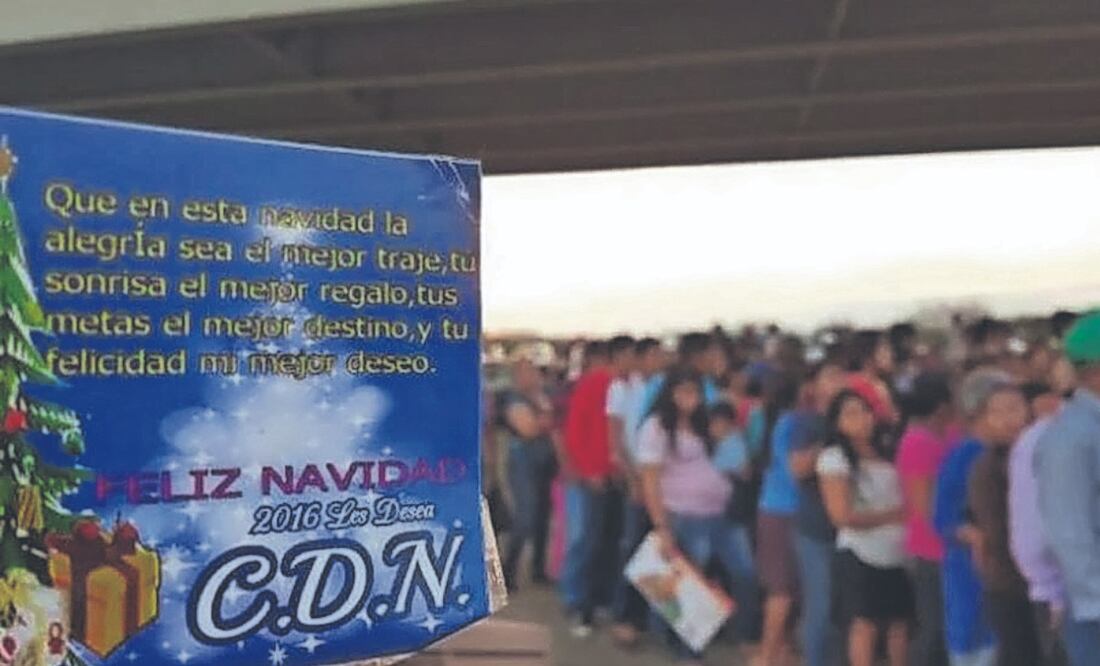 Que en esta navidad la
alegrÍa sea el mejor traje,tu
sonrisa el mejor regalo,tus
metas el mejor destino,y tu
felicidad mi mejor deseo.
FELIZ NAVIDAD
2016 Les Desea
C.D.N.